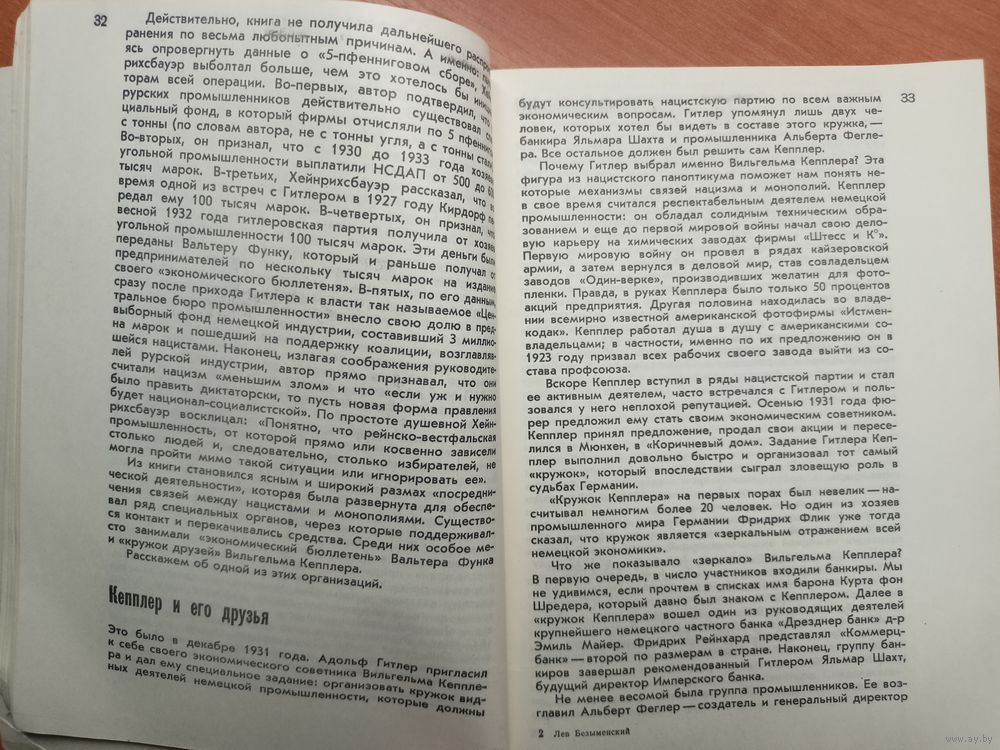 32
Действительно, книга не получила дальнейшего распро-
ранения по весьма любопытным причинам. А именно:
ясь опровергнуть данные о «5-пфенниговом сборе», Хей
рихсбауэр выболтал больше, чем это хотелось бы
торам всей операции. Во-первых, автор подтвердил, что
рурских промышленников действительно существовал
циальный фонд, в который фирмы отчисляли по 5 пфеннигов
с тонны (по словам автора, не с тонны угля, а с тонны стали
Во-вторых, он признал, что с 1930 до 1933 года хозяева
угольной промышленности выплатили НСДАП от 500 до 600
тысяч марок. В-третьих, Хейнрихсбауэр рассказал, что во
время одной из встреч с Гитлером в 1927 году Кирдорф пе
редал ему 100 тысяч марок. В-четвертых, он признал, что
весной 1932 года гитлеровская партия получила от хозяев
угольной промышленности 100 тысяч марок. Эти деньги были
переданы Вальтеру Функу, который и раньше получал от
предпринимателей по нескольку тысяч марок на издание
своего «экономического бюллетеня». В-пятых, по его данным,
сразу после прихода Гитлера к власти так называемое «Цен-
тральное бюро промышленности» внесло свою долю в пред-
выборный фонд немецкой индустрии, составивший 3 миллио-
на марок и пошедший на поддержку коалиции, возглавляв-
шейся нацистами. Наконец, излагая соображения руководите-
лей рурской индустрии, автор прямо признавал, что они
считали нацизм «меньшим злом» и что «если уж и нужно
было править диктаторски, то пусть новая форма правления
будет национал-социалистской». По простоте душевной Хейн-
рихсбауэр восклицал: «Понятно, что рейнско-вестфальская
промышленность, от которой прямо или косвенно зависели
столько людей и, следовательно, столько избирателей, не
могла пройти мимо такой ситуации или игнорировать ее».
Из книги становился ясным и широкий размах «посредни-
ческой деятельности», которая была развернута для обеспе-
чения связей между нацистами и монополиями. Существо-
вал ряд специальных органов, через которые поддерживал-
ся контакт и перекачивались средства. Среди них особое ме-
сто занимали «экономический бюллетень» Вальтера Функа
и «кружок друзей» Вильгельма Кепплера.
Расскажем об одной из этих организаций.
Кепплер и его друзья
Это было в декабре 1931 года. Адольф Гитлер пригласил
к себе своего экономического советника Вильгельма Кеппле-
ра и дал ему специальное задание: организовать кружок вид-
ных деятелей немецкой промышленности, которые должны
33
будут консультировать нацистскую партию по всем важным
экономическим вопросам. Гитлер упомянул лишь двух че-
ловек, которых хотел бы видеть в составе этого кружка, —
банкира Яльмара Шахта и промышленника Альберта Фегле-
ра. Все остальное должен был решить сам Кепплер.
Почему Гитлер выбрал именно Вильгельма Кепплера? Эта
фигура из нацистского паноптикума поможет нам понять не-
которые механизмы связей нацизма и монополий. Кепплер
в свое время считался респектабельным деятелем немецкой
промышленности: он обладал солидным техническим обра-
зованием и еще до первой мировой войны начал свою дело-
вую карьеру на химических заводах фирмы «Штесс и К°».
Первую мировую войну он провел в рядах кайзеровской
армии, а затем вернулся в деловой мир, став совладельцем
заводов «Один-верке», производивших желатин для фото-
пленки. Правда, в руках Кепплера было только 50 процентов
акций предприятия. Другая половина находилась во владе-
нии всемирно известной американской фотофирмы «Истмен-
кодак». Кепплер работал душа в душу с американскими со-
владельцами; в частности, именно по их предложению он в
1923 году призвал всех рабочих своего завода выйти из со-
става профсоюза.
Вскоре Кепплер вступил в ряды нацистской партии и стал
ее активным деятелем, часто встречался с Гитлером и поль-
зовался у него неплохой репутацией. Осенью 1931 года фю-
рер предложил ему стать своим экономическим советником.
Кепплер принял предложение, продал свои акции и пересе-
лился в Мюнхен, в «Коричневый дом». Задание Гитлера Кеп-
плер выполнил довольно быстро и организовал тот самый
«кружок», который впоследствии сыграл зловещую роль в
судьбах Германии.
«Кружок Кепплера» на первых порах был невелик — на-
считывал немногим более 20 человек. Но один из хозяев
промышленного мира Германии Фридрих Флик уже тогда
сказал, что кружок является «зеркальным отражением всей
немецкой экономики».
Что же показывало «зеркало» Вильгельма Кепплера?
В первую очередь, в число участников входили банкиры. Мы
не удивимся, если прочтем в списках имя барона Курта фон
Шредера, который давно был знаком с Кепплером. Далее в
«кружок Кепплера» вошел один из руководящих деятелей
крупнейшего немецкого частного банка «Дрезднер банк» д-р
Эмиль Майер. Фридрих Рейнхард представлял «Коммерц-
банк» — второй по размерам в стране. Наконец, группу бан-
киров завершал рекомендованный Гитлером Яльмар Шахт,
будущий директор Имперского банка.
Не менее весомой была группа промышленников. Ее воз-
главил Альберт Феглер — создатель и генеральный директор
2 Лев Безыменский
www.ay.by